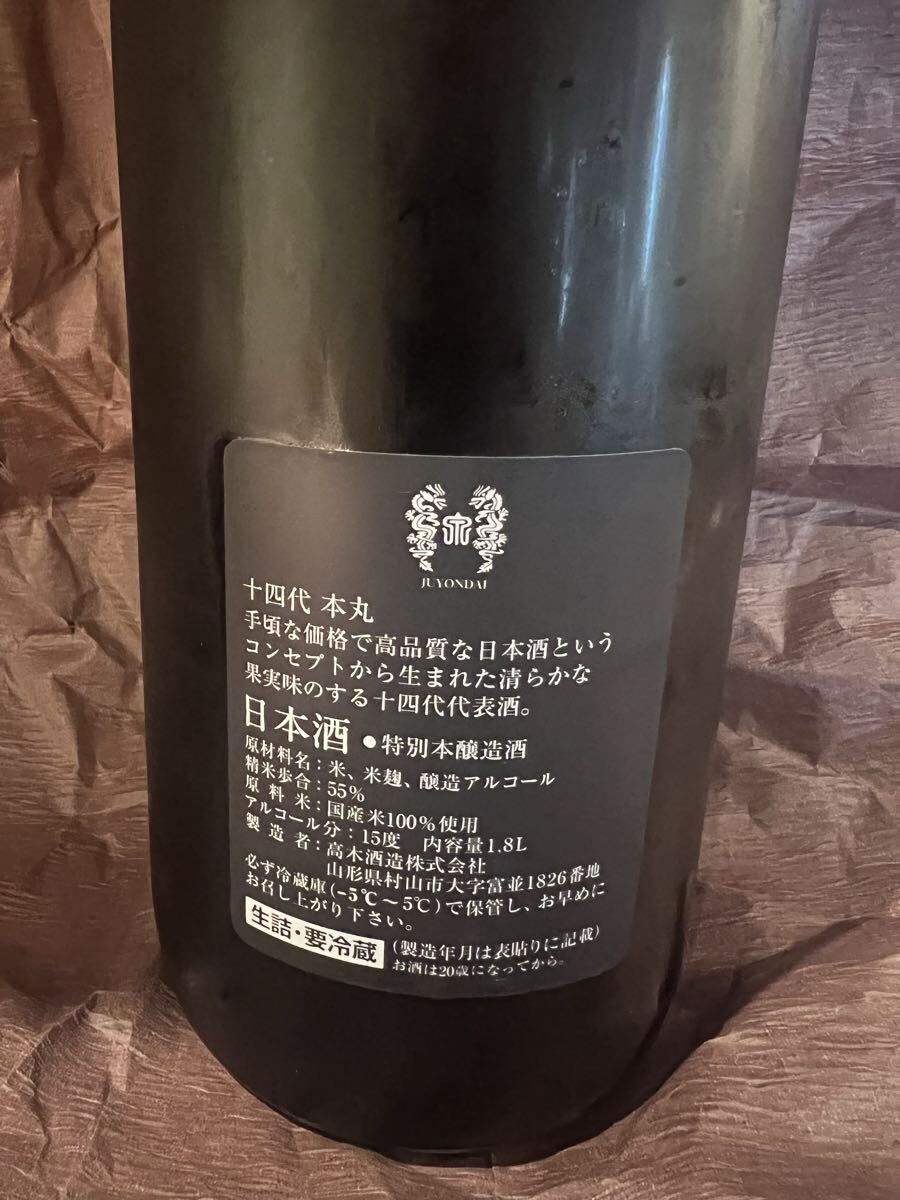 JUYONDAI
十四代 本丸
手頃な価格で高品質な日本酒という
コンセプトから生まれた清らかな
果実味のする十四代代表酒。
日本酒 ●特別本醸造酒
原材料名：米、米麹、醸造アルコール
精米歩合：55%
原料米：国産米100%使用
アルコール分：15度 内容量1.8L
製造者：高木酒造株式会社
山形県村山市大字富並1826番地
必ず冷蔵庫(-5℃～5℃)で保管し、お早めに
お召し上がり下さい。
生詰・要冷蔵 (製造年月は表貼りに記載)
お酒は20歳になってから。